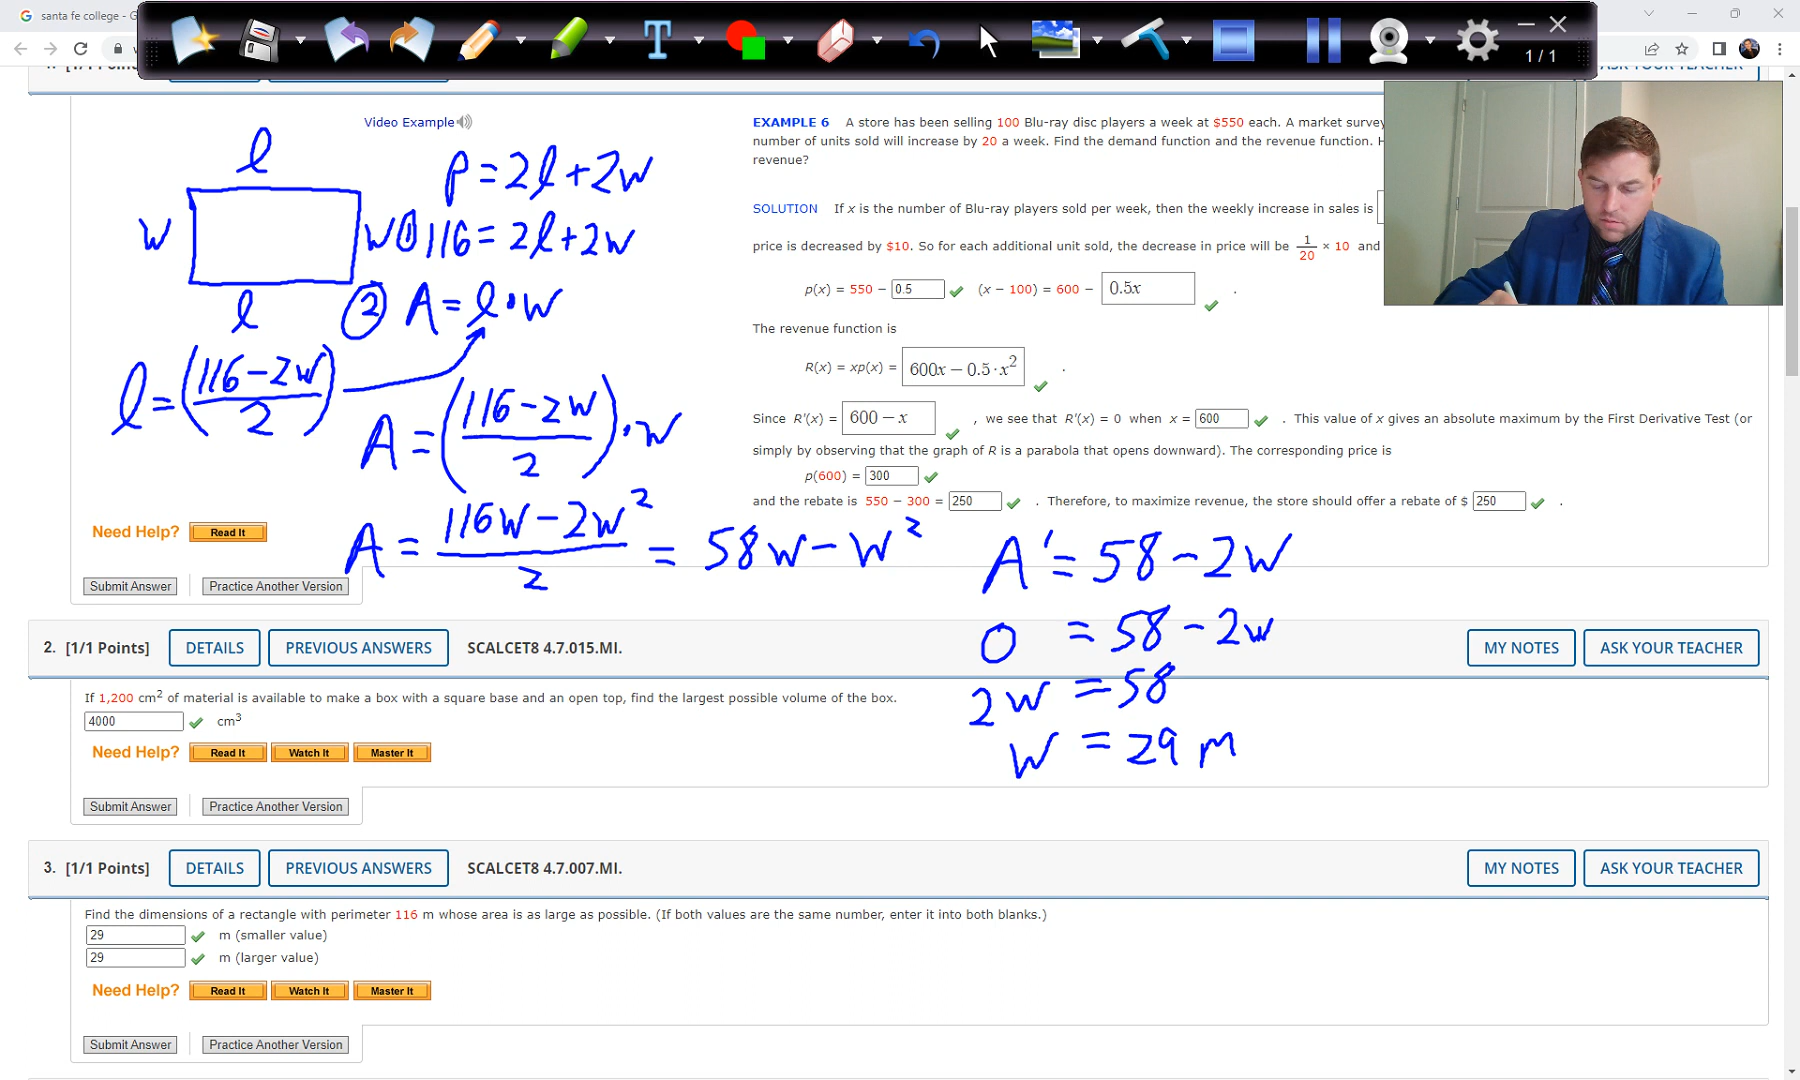 santa fe college - G
1 / 1
Video Example
l
w
w
l
P = 2l + 2w
① 116 = 2l + 2w
② A = l · w
l = (116 - 2w / 2)
A = (116 - 2w / 2) · w
A = 116w - 2w² / 2 = 58w - w²
A' = 58 - 2w
0 = 58 - 2w
2w = 58
w = 29 m
EXAMPLE 6 A store has been selling 100 Blu-ray disc players a week at $550 each. A market survey
number of units sold will increase by 20 a week. Find the demand function and the revenue function. H
revenue?
SOLUTION If x is the number of Blu-ray players sold per week, then the weekly increase in sales is
price is decreased by $10. So for each additional unit sold, the decrease in price will be 1/20 × 10 and
p(x) = 550 − 0.5 (x − 100) = 600 − 0.5x .
The revenue function is
R(x) = xp(x) = 600x − 0.5·x² .
Since R'(x) = 600 − x , we see that R'(x) = 0 when x = 600 . This value of x gives an absolute maximum by the First Derivative Test (or
simply by observing that the graph of R is a parabola that opens downward). The corresponding price is
p(600) = 300
and the rebate is 550 − 300 = 250 . Therefore, to maximize revenue, the store should offer a rebate of $ 250 .
Need Help? Read It
Submit Answer Practice Another Version
2. [1/1 Points] DETAILS PREVIOUS ANSWERS SCALCET8 4.7.015.MI. MY NOTES ASK YOUR TEACHER
If 1,200 cm² of material is available to make a box with a square base and an open top, find the largest possible volume of the box.
4000 cm³
Need Help? Read It Watch It Master It
Submit Answer Practice Another Version
3. [1/1 Points] DETAILS PREVIOUS ANSWERS SCALCET8 4.7.007.MI. MY NOTES ASK YOUR TEACHER
Find the dimensions of a rectangle with perimeter 116 m whose area is as large as possible. (If both values are the same number, enter it into both blanks.)
29 m (smaller value)
29 m (larger value)
Need Help? Read It Watch It Master It
Submit Answer Practice Another Version